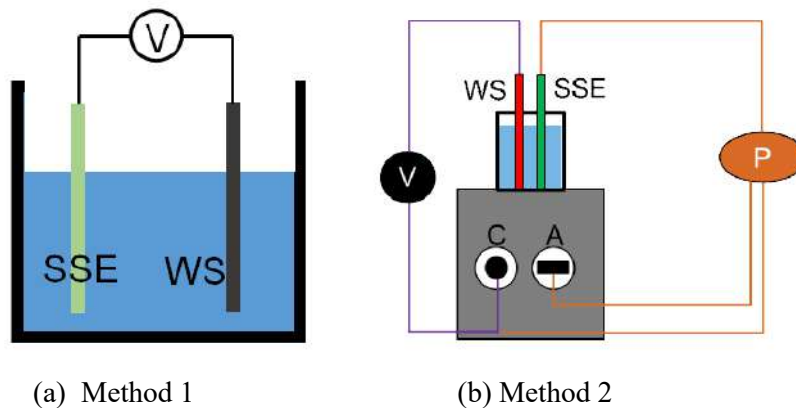 V
SSE WS
WS SSE
V
P
C A
(a) Method 1
(b) Method 2